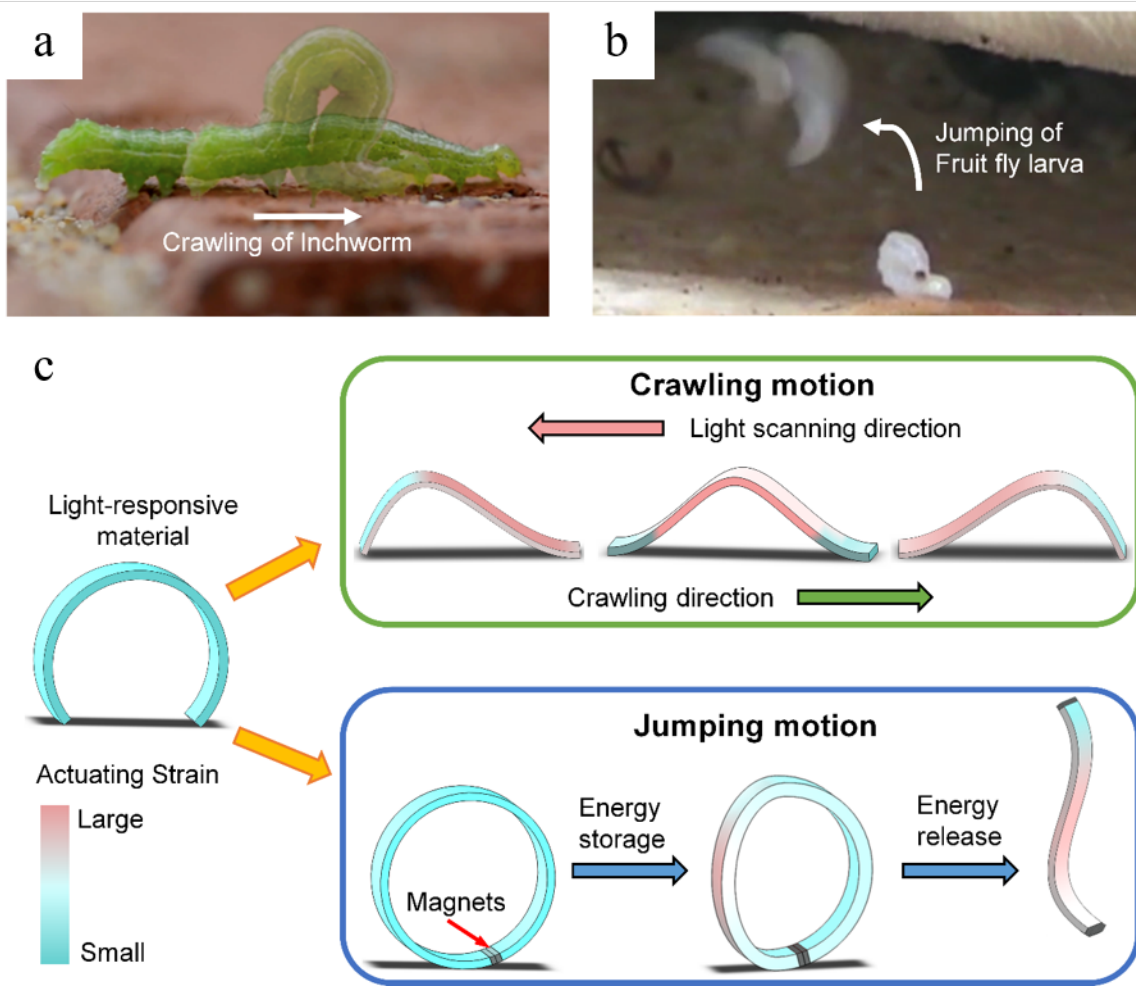 a
Crawling of Inchworm
b
Jumping of
Fruit fly larva
c
Light-responsive
material
Actuating Strain
Large
Small
Crawling motion
Light scanning direction
Crawling direction
Jumping motion
Magnets
Energy
storage
Energy
release